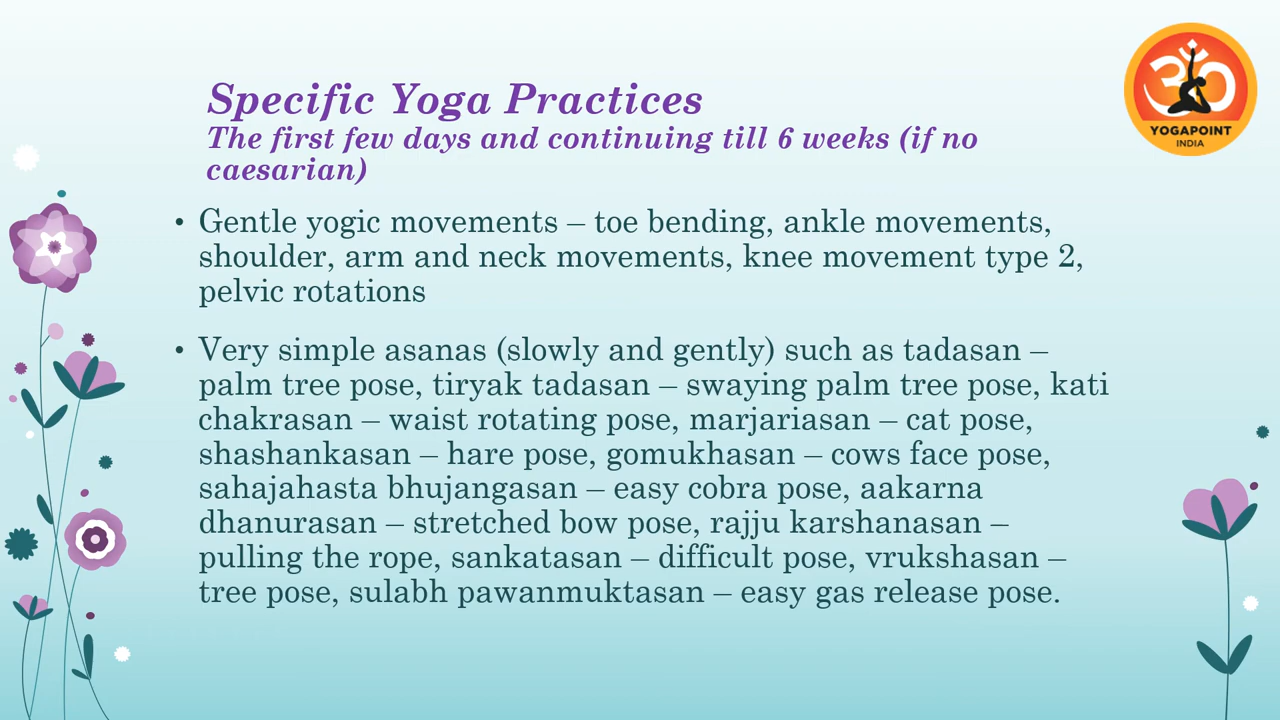 Specific Yoga Practices
The first few days and continuing till 6 weeks (if no
caesarian)
YOGAPOINT
INDIA
• Gentle yogic movements – toe bending, ankle movements,
shoulder, arm and neck movements, knee movement type 2,
pelvic rotations
• Very simple asanas (slowly and gently) such as tadasan –
palm tree pose, tiryak tadasan – swaying palm tree pose, kati
chakrasan – waist rotating pose, marjariasan – cat pose,
shashankasan – hare pose, gomukhasan – cows face pose,
sahajahasta bhujangasan – easy cobra pose, aakarna
dhanurasan – stretched bow pose, rajju karshanasan –
pulling the rope, sankatasan – difficult pose, vrukshasan –
tree pose, sulabh pawanmuktasan – easy gas release pose.